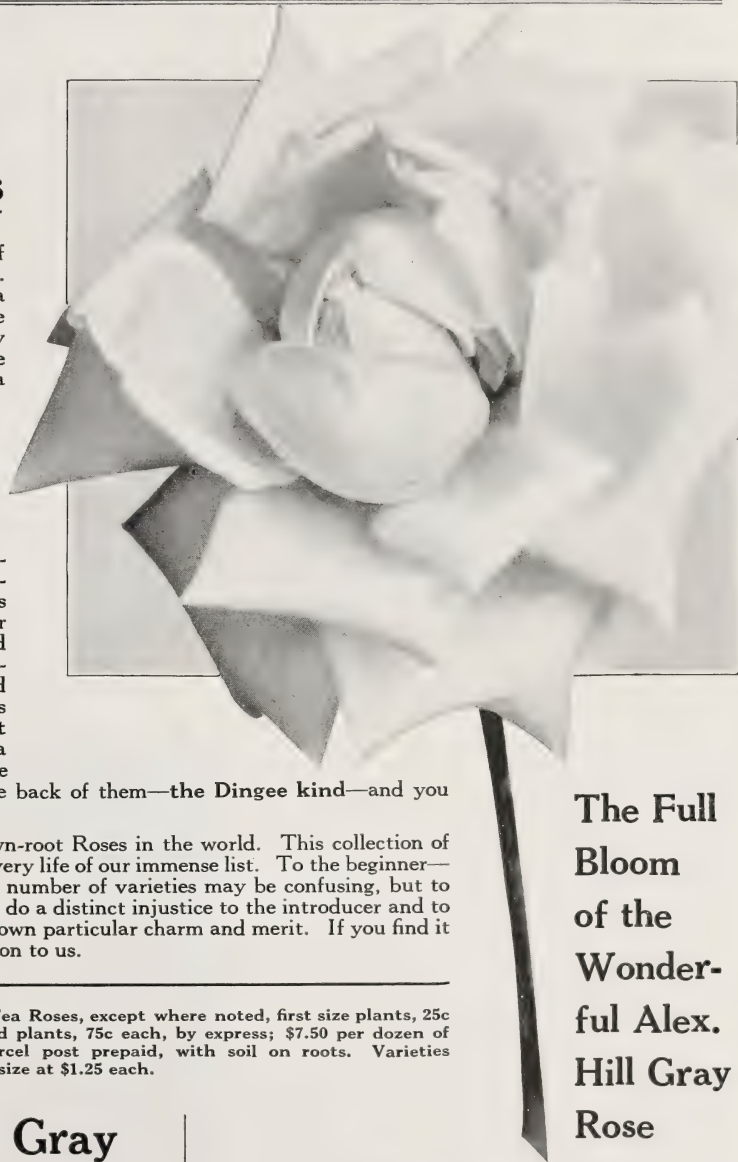 s
f
.
a
e
y
e
a
-
-
s
r
d
-
d
s
t
a
e
e back of them—the Dingee kind—and you
vn-root Roses in the world. This collection of
very life of our immense list. To the beginner—
number of varieties may be confusing, but to
do a distinct injustice to the introducer and to
own particular charm and merit. If you find it
on to us.
ea Roses, except where noted, first size plants, 25c
d plants, 75c each, by express; $7.50 per dozen of
rcel post prepaid, with soil on roots. Varieties
size at $1.25 each.
Gray
The Full
Bloom
of the
Wonder-
ful Alex.
Hill Gray
Rose